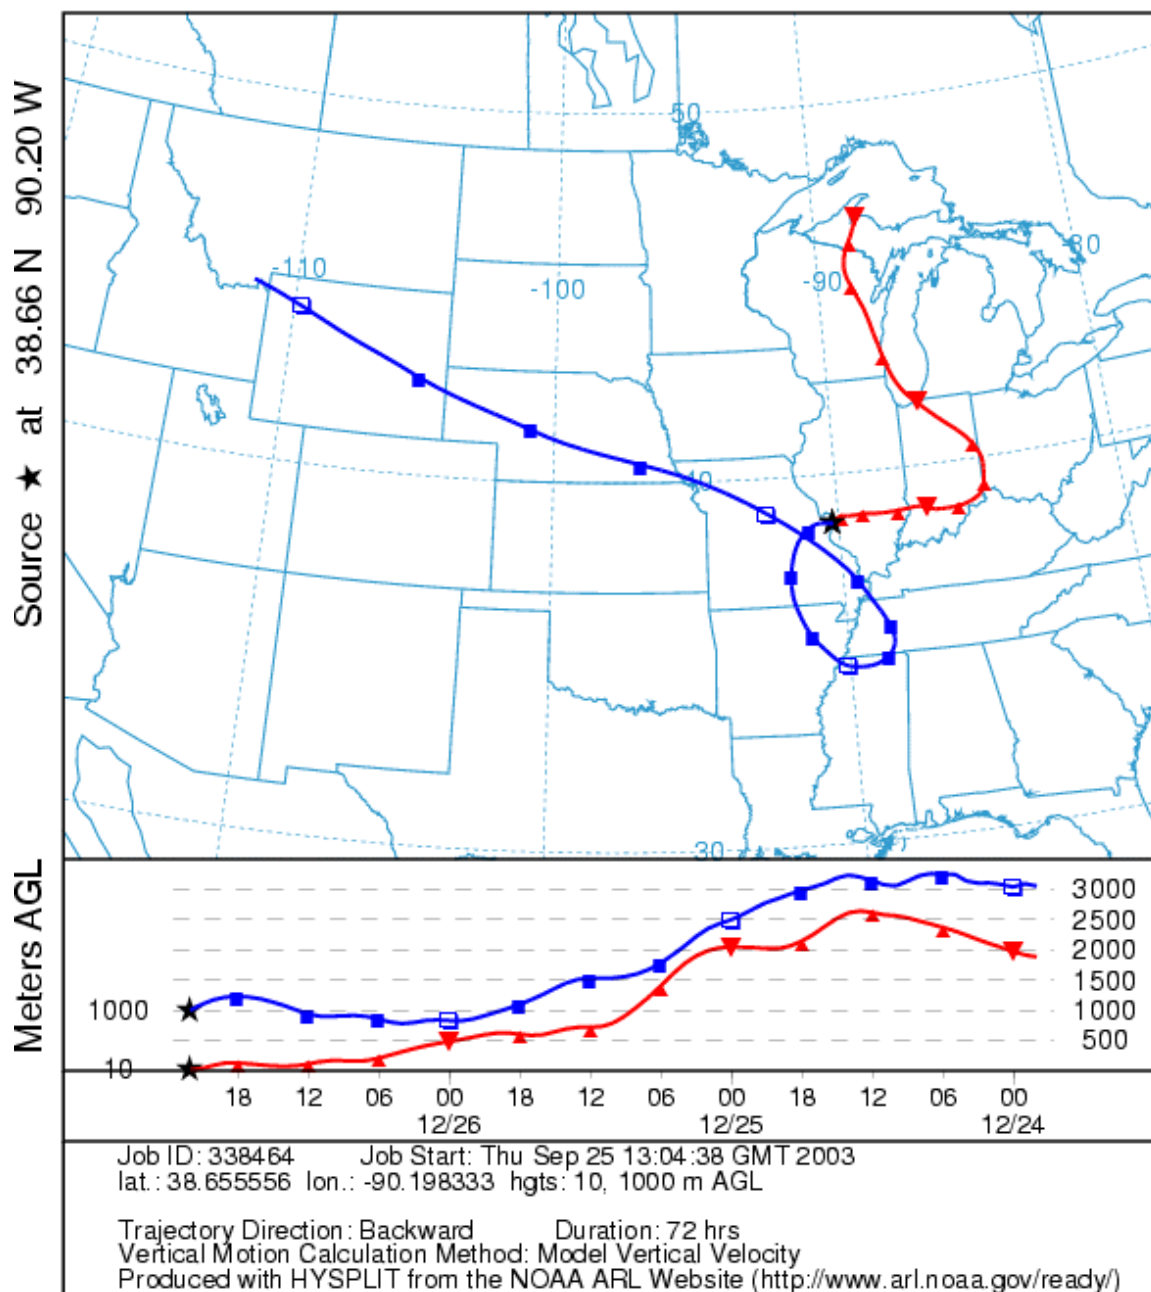 Source ★ at 38.66 N 90.20 W
50
-110
-100
-90
80
40
30
Meters AGL
3000
2500
2000
1500
1000
1000
500
10
18 12 06 00 18 12 06 00 18 12 06 00
12/26 12/25 12/24
Job ID: 338464 Job Start: Thu Sep 25 13:04:38 GMT 2003
lat.: 38.655556 lon.: -90.198333 hgts: 10, 1000 m AGL
Trajectory Direction: Backward Duration: 72 hrs
Vertical Motion Calculation Method: Model Vertical Velocity
Produced with HYSPLIT from the NOAA ARL Website (http://www.arl.noaa.gov/ready/)